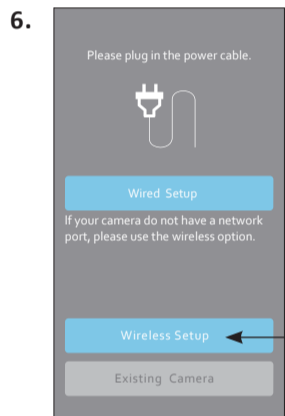 6.
Please plug in the power cable.
Wired Setup
If your camera do not have a network
port, please use the wireless option.
Wireless Setup
Existing Camera